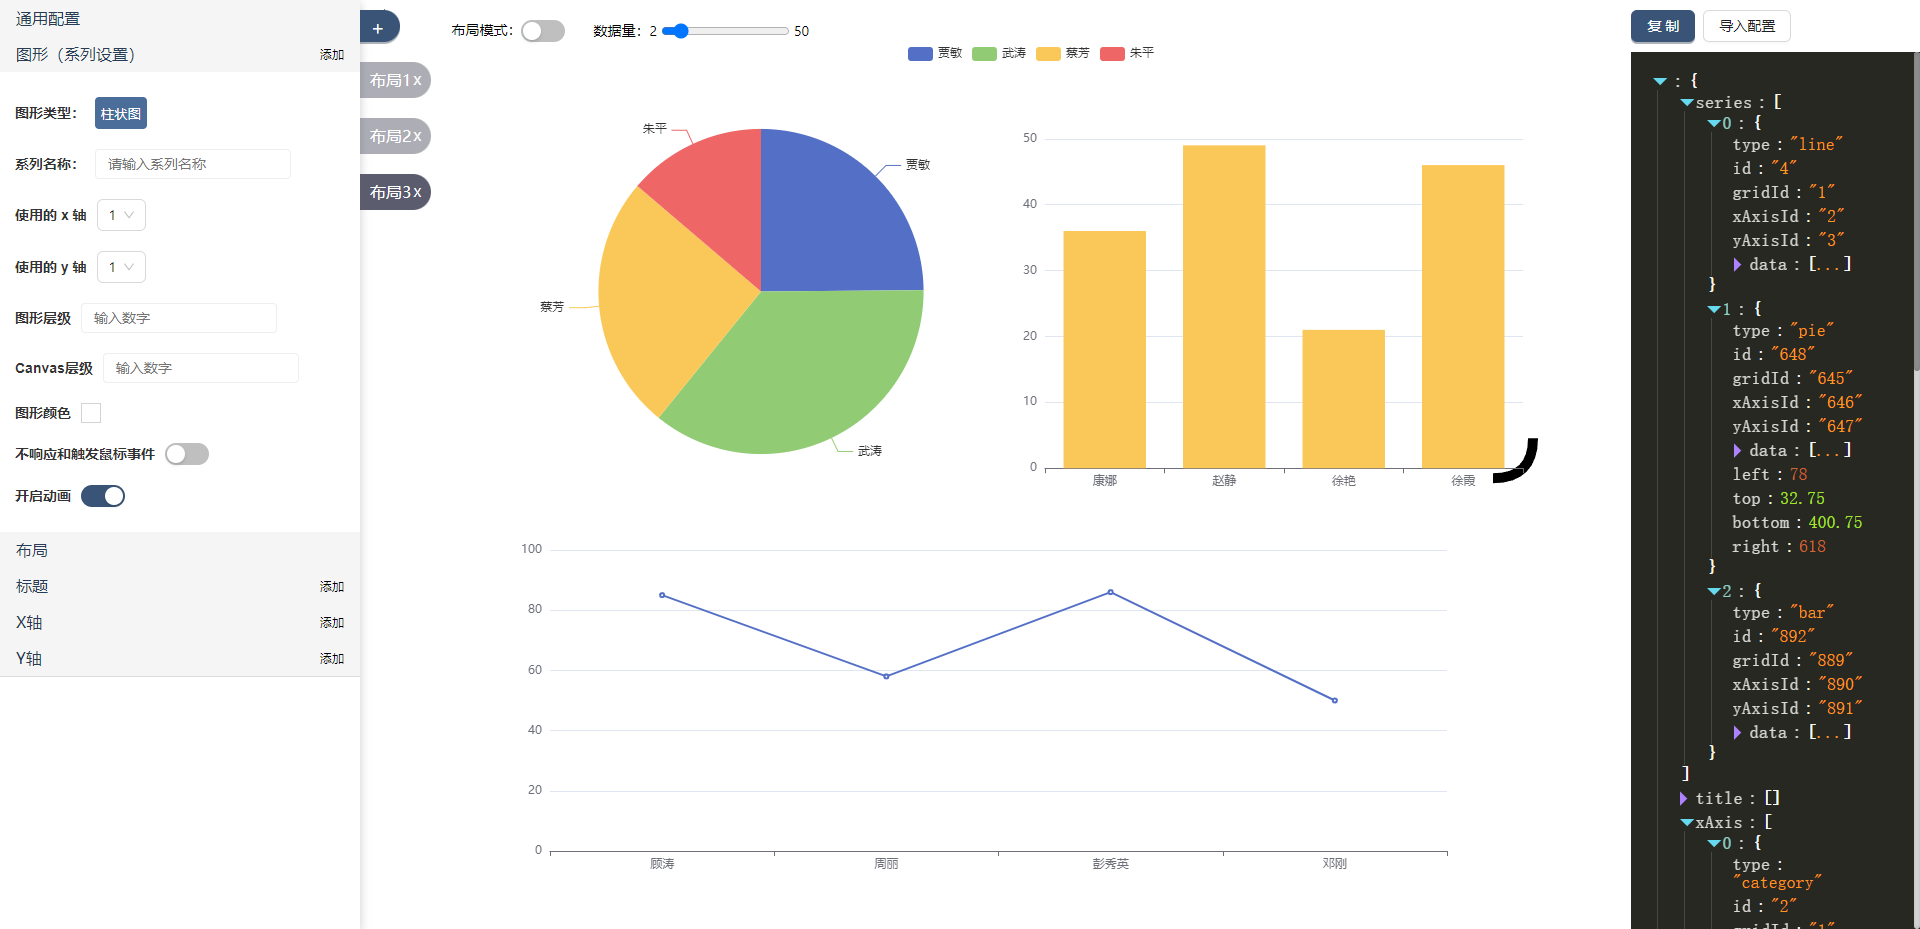 通用配置
图形（系列设置）
添加
图形类型：
柱状图
系列名称：
请输入系列名称
使用的 x 轴
1
使用的 y 轴
1
图形层级
输入数字
Canvas层级
输入数字
图形颜色
不响应和触发鼠标事件
开启动画
布局
标题
添加
X轴
添加
Y轴
添加
+
布局1x
布局2x
布局3x
布局模式：
数据量：2
50
贾敏
武涛
蔡芳
朱平
朱平
贾敏
蔡芳
武涛
50
40
30
20
10
0
康娜
赵静
徐艳
徐霞
100
80
60
40
20
0
顾涛
周丽
彭秀英
邓刚
复 制
导入配置
: {
series : [
0 : {
type : "line"
id : "4"
gridId : "1"
xAxisId : "2"
yAxisId : "3"
data : [...]
}
1 : {
type : "pie"
id : "648"
gridId : "645"
xAxisId : "646"
yAxisId : "647"
data : [...]
left : 78
top : 32.75
bottom : 400.75
right : 618
}
2 : {
type : "bar"
id : "892"
gridId : "889"
xAxisId : "890"
yAxisId : "891"
data : [...]
}
]
title : []
xAxis : [
0 : {
type :
"category"
id : "2"
gridId : "1"